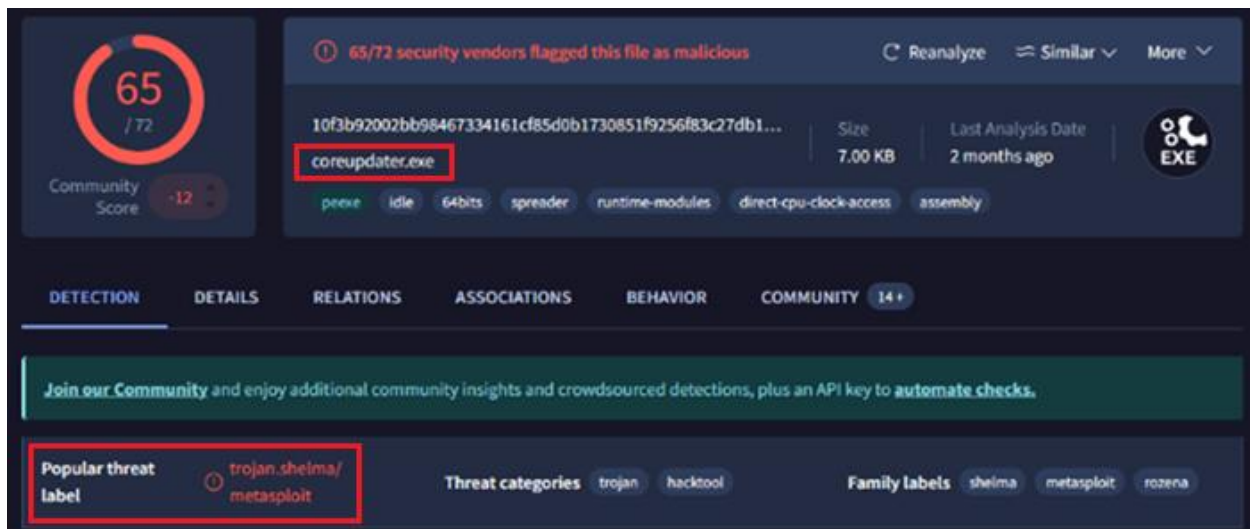 65
/ 72
Community Score
-12
65/72 security vendors flagged this file as malicious
Reanalyze
Similar
More
10f3b92002bb98467334161cf85d0b1730851f9256f83c27db1...
coreupdater.exe
Size
7.00 KB
Last Analysis Date
2 months ago
EXE
peexe idle 64bits spreader runtime-modules direct-cpu-clock-access assembly
DETECTION DETAILS RELATIONS ASSOCIATIONS BEHAVIOR COMMUNITY 14+
Join our Community and enjoy additional community insights and crowdsourced detections, plus an API key to automate checks.
Popular threat label
trojan.shelma/
metasploit
Threat categories trojan hacktool
Family labels shelma metasploit rozena